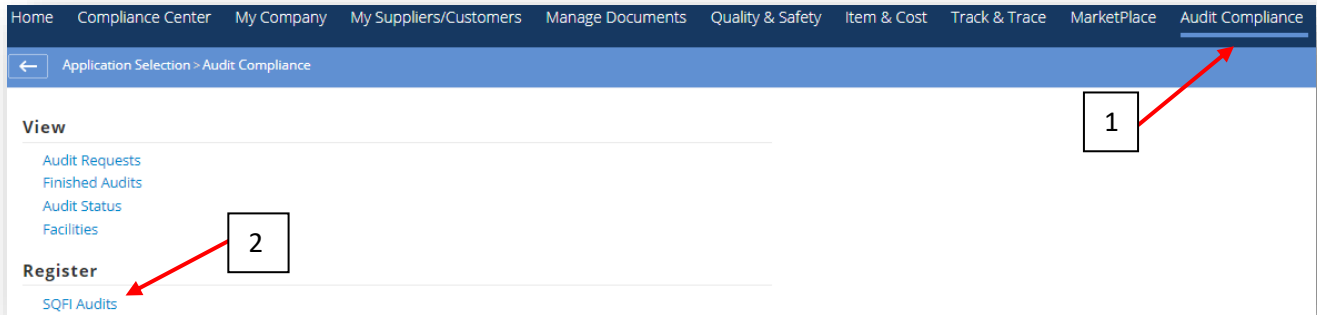 Home Compliance Center My Company My Suppliers/Customers Manage Documents Quality & Safety Item & Cost Track & Trace MarketPlace Audit Compliance
← Application Selection > Audit Compliance
1
View
Audit Requests
Finished Audits
Audit Status
Facilities
2
Register
SQFI Audits